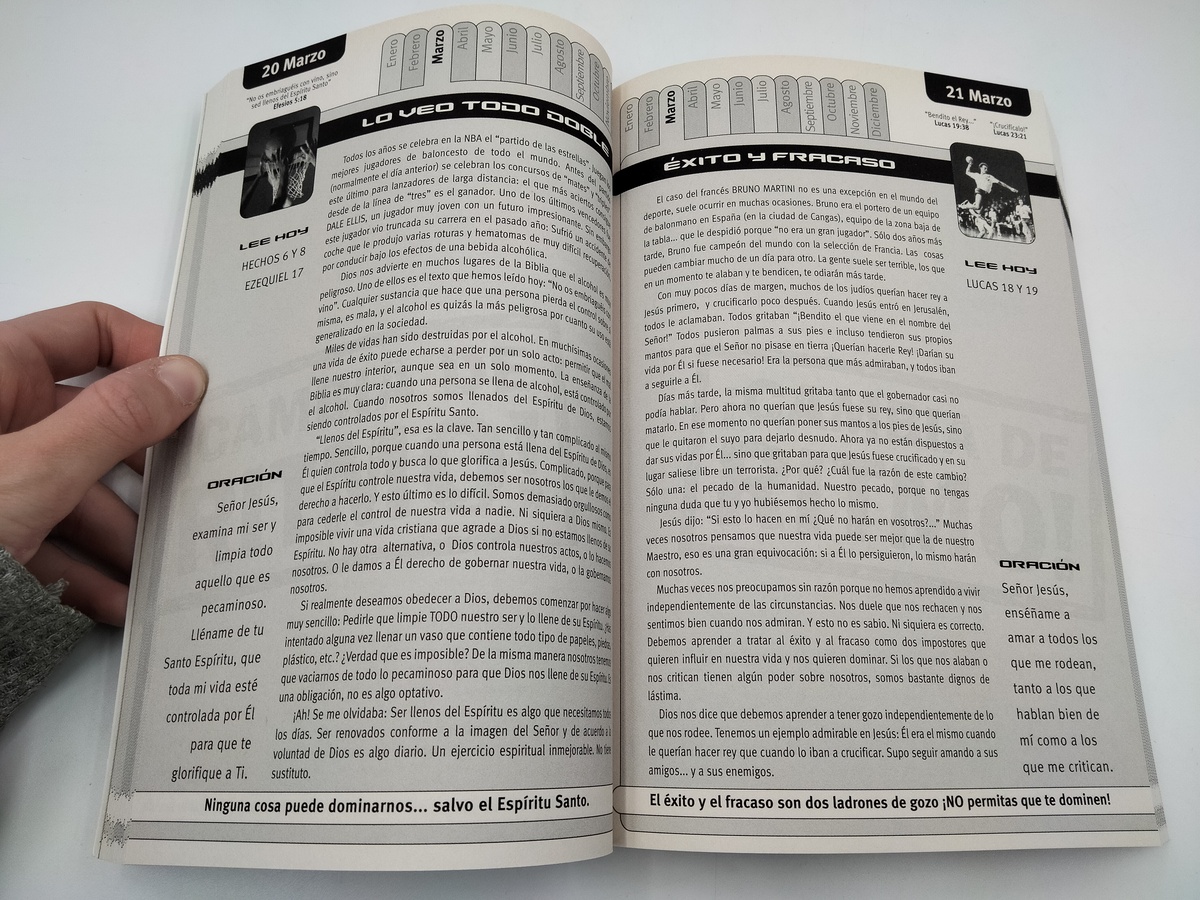 20 Marzo
"No os embriaguéis con vino, sino
sed llenos del Espíritu Santo"
Efesios 5:18
Enero
Febrero
Marzo
Abril
Mayo
Junio
Julio
Agosto
Septiembre
Octubre
LO VEO TODO DOBLE
LEE HOY
HECHOS 6 Y 8
EZEQUIEL 17
Todos los años se celebra en la NBA el "partido de las estrellas",
mejores jugadores de baloncesto de todo el mundo. Antes del
(normalmente el día anterior) se celebran los concursos de "mates" y
este último para lanzadores de larga distancia: el que más aciertos
desde de la línea de "tres" es el ganador. Uno de los últimos
DALE ELLIS, un jugador muy joven con un futuro impresionante. Sin
este jugador vio truncada su carrera en el pasado año: Sufrió un accidente
coche que le produjo varias roturas y hematomas de muy difícil
por conducir bajo los efectos de una bebida alcohólica.
Dios nos advierte en muchos lugares de la Biblia que el alcohol es
peligroso. Uno de ellos es el texto que hemos leído hoy: "No os embriaguéis con
vino". Cualquier sustancia que hace que una persona pierda el control sobre
misma, es mala, y el alcohol es quizás la más peligrosa por cuanto su uso está
generalizado en la sociedad.
Miles de vidas han sido destruidas por el alcohol. En muchísimas ocasiones
una vida de éxito puede echarse a perder por un solo acto: permitir que el
llene nuestro interior, aunque sea en un solo momento. La enseñanza de la
Biblia es muy clara: cuando una persona se llena de alcohol, está controlada por
el alcohol. Cuando nosotros somos llenados del Espíritu de Dios, estamos
siendo controlados por el Espíritu Santo.
"Llenos del Espíritu", esa es la clave. Tan sencillo y tan complicado al mismo
tiempo. Sencillo, porque cuando una persona está llena del Espíritu de Dios, es
Él quien controla todo y busca lo que glorifica a Jesús. Complicado, porque para
que el Espíritu controle nuestra vida, debemos ser nosotros los que le demos el
derecho a hacerlo. Y esto último es lo difícil. Somos demasiado orgullosos como
para cederle el control de nuestra vida a nadie. Ni siquiera a Dios mismo. Es
imposible vivir una vida cristiana que agrade a Dios si no estamos llenos de su
Espíritu. No hay otra alternativa, o Dios controla nuestros actos, o lo hacemos
nosotros. O le damos a Él derecho de gobernar nuestra vida, o la gobernamos
nosotros.
Si realmente deseamos obedecer a Dios, debemos comenzar por hacer algo
muy sencillo: Pedirle que limpie TODO nuestro ser y lo llene de su Espíritu. ¿Has
intentado alguna vez llenar un vaso que contiene todo tipo de papeles, piedras,
plástico, etc.? ¿Verdad que es imposible? De la misma manera nosotros tenemos
que vaciarnos de todo lo pecaminoso para que Dios nos llene de su Espíritu. Es
una obligación, no es algo optativo.
¡Ah! Se me olvidaba: Ser llenos del Espíritu es algo que necesitamos todos
los días. Ser renovados conforme a la imagen del Señor y de acuerdo a la
voluntad de Dios es algo diario. Un ejercicio espiritual inmejorable. No tiene
sustituto.
ORACIÓN
Señor Jesús,
examina mi ser y
limpia todo
aquello que es
pecaminoso.
Lléname de tu
Santo Espíritu, que
toda mi vida esté
controlada por Él
para que te
glorifique a Ti.
Ninguna cosa puede dominarnos... salvo el Espíritu Santo.
Enero
Febrero
Marzo
Abril
Mayo
Junio
Julio
Agosto
Septiembre
Octubre
Noviembre
Diciembre
21 Marzo
"Bendito el Rey..."
Lucas 19:38
"¡Crucifícalo!"
Lucas 23:21
ÉXITO Y FRACASO
El caso del francés BRUNO MARTINI no es una excepción en el mundo del
deporte, suele ocurrir en muchas ocasiones. Bruno era el portero de un equipo
de balonmano en España (en la ciudad de Cangas), equipo de la zona baja de
la tabla... que le despidió porque "no era un gran jugador". Sólo dos años más
tarde, Bruno fue campeón del mundo con la selección de Francia. Las cosas
pueden cambiar mucho de un día para otro. La gente suele ser terrible, los que
en un momento te alaban y te bendicen, te odiarán más tarde.
Con muy pocos días de margen, muchos de los judíos querían hacer rey a
Jesús primero, y crucificarlo poco después. Cuando Jesús entró en Jerusalén,
todos le aclamaban. Todos gritaban "¡Bendito el que viene en el nombre del
Señor!" Todos pusieron palmas a sus pies e incluso tendieron sus propios
mantos para que el Señor no pisase en tierra ¡Querían hacerle Rey! ¡Darían su
vida por Él si fuese necesario! Era la persona que más admiraban, y todos iban
a seguirle a Él.
Días más tarde, la misma multitud gritaba tanto que el gobernador casi no
podía hablar. Pero ahora no querían que Jesús fuese su rey, sino que querían
matarlo. En ese momento no querían poner sus mantos a los pies de Jesús, sino
que le quitaron el suyo para dejarlo desnudo. Ahora ya no están dispuestos a
dar sus vidas por Él... sino que gritaban para que Jesús fuese crucificado y en su
lugar saliese libre un terrorista. ¿Por qué? ¿Cuál fue la razón de este cambio?
Sólo una: el pecado de la humanidad. Nuestro pecado, porque no tengas
ninguna duda que tu y yo hubiésemos hecho lo mismo.
Jesús dijo: "Si esto lo hacen en mí ¿Qué no harán en vosotros?..." Muchas
veces nosotros pensamos que nuestra vida puede ser mejor que la de nuestro
Maestro, eso es una gran equivocación: si a Él lo persiguieron, lo mismo harán
con nosotros.
Muchas veces nos preocupamos sin razón porque no hemos aprendido a vivir
independientemente de las circunstancias. Nos duele que nos rechacen y nos
sentimos bien cuando nos admiran. Y esto no es sabio. Ni siquiera es correcto.
Debemos aprender a tratar al éxito y al fracaso como dos impostores que
quieren influir en nuestra vida y nos quieren dominar. Si los que nos alaban o
nos critican tienen algún poder sobre nosotros, somos bastante dignos de
lástima.
Dios nos dice que debemos aprender a tener gozo independientemente de lo
que nos rodee. Tenemos un ejemplo admirable en Jesús: Él era el mismo cuando
le querían hacer rey que cuando lo iban a crucificar. Supo seguir amando a sus
amigos... y a sus enemigos.
LEE HOY
LUCAS 18 Y 19
ORACIÓN
Señor Jesús,
enséñame a
amar a todos los
que me rodean,
tanto a los que
hablan bien de
mí como a los
que me critican.
El éxito y el fracaso son dos ladrones de gozo ¡NO permitas que te dominen!